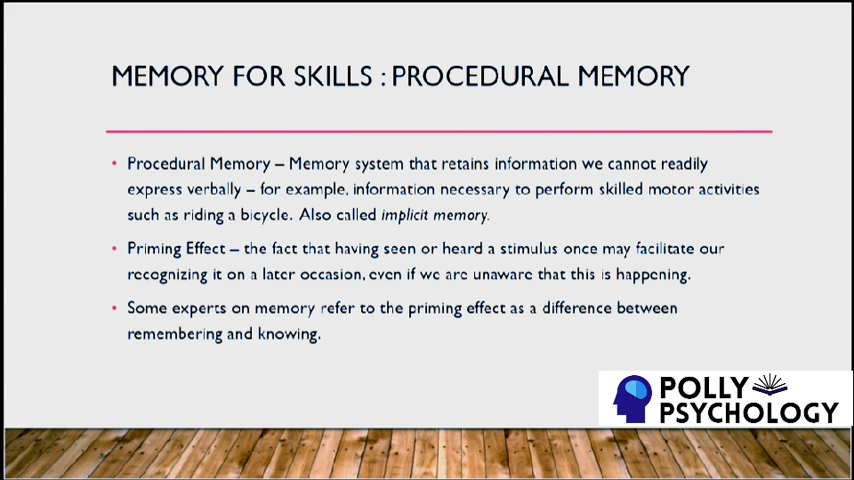 MEMORY FOR SKILLS : PROCEDURAL MEMORY
• Procedural Memory – Memory system that retains information we cannot readily
express verbally – for example, information necessary to perform skilled motor activities
such as riding a bicycle. Also called implicit memory.
• Priming Effect – the fact that having seen or heard a stimulus once may facilitate our
recognizing it on a later occasion, even if we are unaware that this is happening.
• Some experts on memory refer to the priming effect as a difference between
remembering and knowing.
POLLY
PSYCHOLOGY